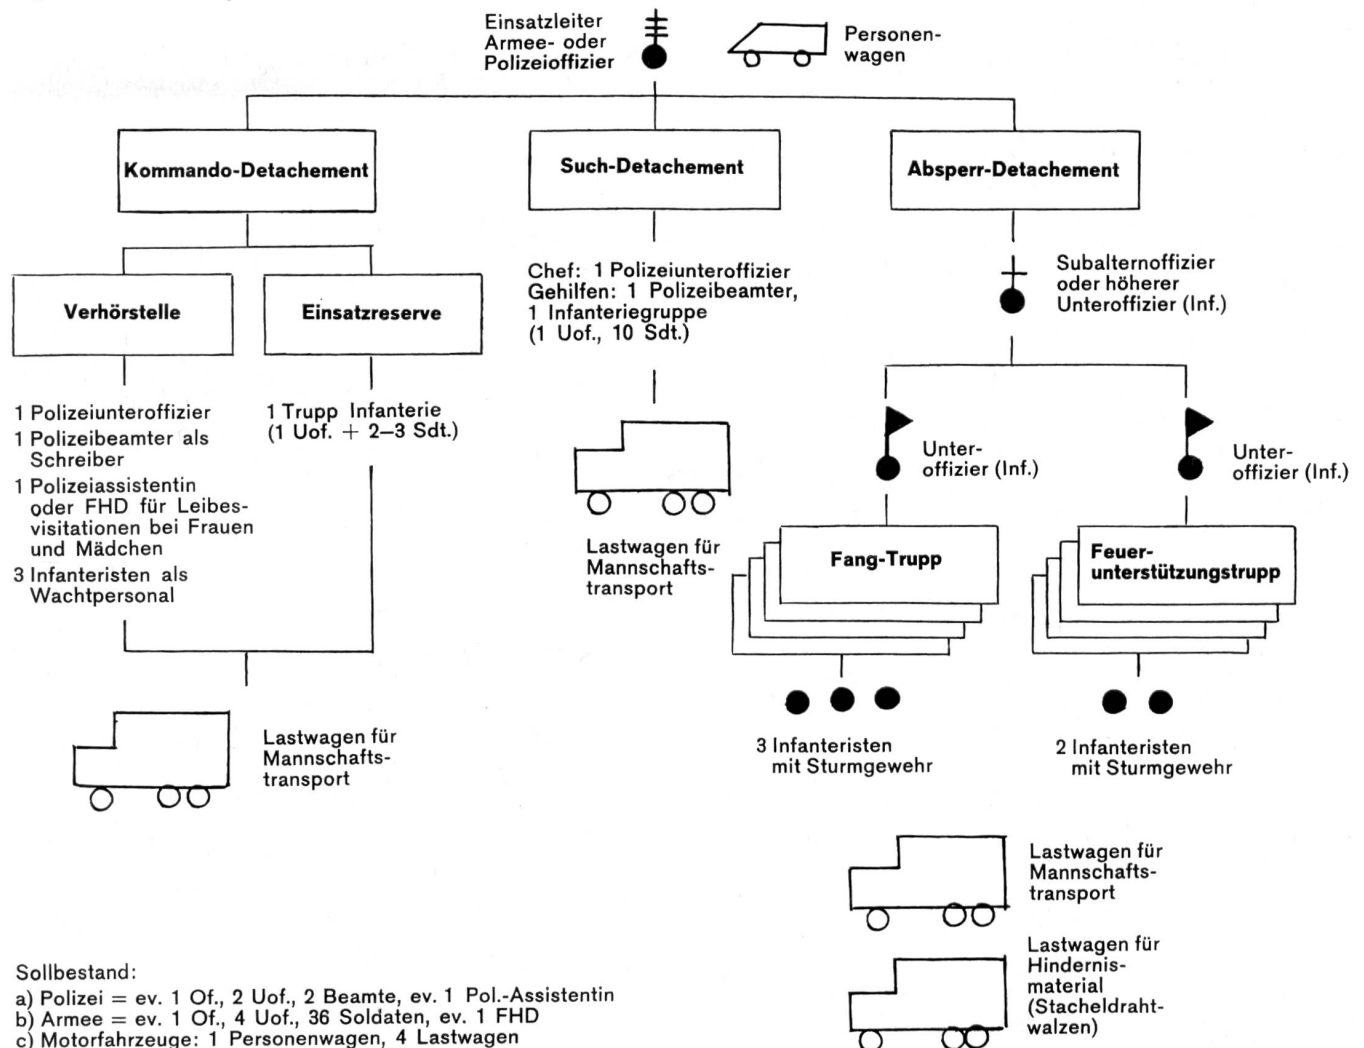 Einsatzleiter
Armee- oder
Polizeioffizier
Personen-
wagen
Kommando-Detachement
Such-Detachement
Absperr-Detachement
Verhörstelle
Einsatzreserve
Chef: 1 Polizeiunteroffizier
Gehilfen: 1 Polizeibeamter,
1 Infanteriegruppe
(1 Uof., 10 Sdt.)
Subalternoffizier
oder höherer
Unteroffizier (Inf.)
1 Polizeiunteroffizier
1 Polizeibeamter als
Schreiber
1 Polizeiassistentin
oder FHD für Leibes-
visitationen bei Frauen
und Mädchen
3 Infanteristen als
Wachtpersonal
1 Trupp Infanterie
(1 Uof. + 2–3 Sdt.)
Unter-
offizier (Inf.)
Unter-
offizier (Inf.)
Lastwagen für
Mannschafts-
transport
Fang-Trupp
Feuer-
unterstützungstrupp
3 Infanteristen
mit Sturmgewehr
2 Infanteristen
mit Sturmgewehr
Lastwagen für
Mannschafts-
transport
Lastwagen für
Mannschafts-
transport
Lastwagen für
Hindernis-
material
(Stacheldraht-
walzen)
Sollbestand:
a) Polizei = ev. 1 Of., 2 Uof., 2 Beamte, ev. 1 Pol.-Assistentin
b) Armee = ev. 1 Of., 4 Uof., 36 Soldaten, ev. 1 FHD
c) Motorfahrzeuge: 1 Personenwagen, 4 Lastwagen